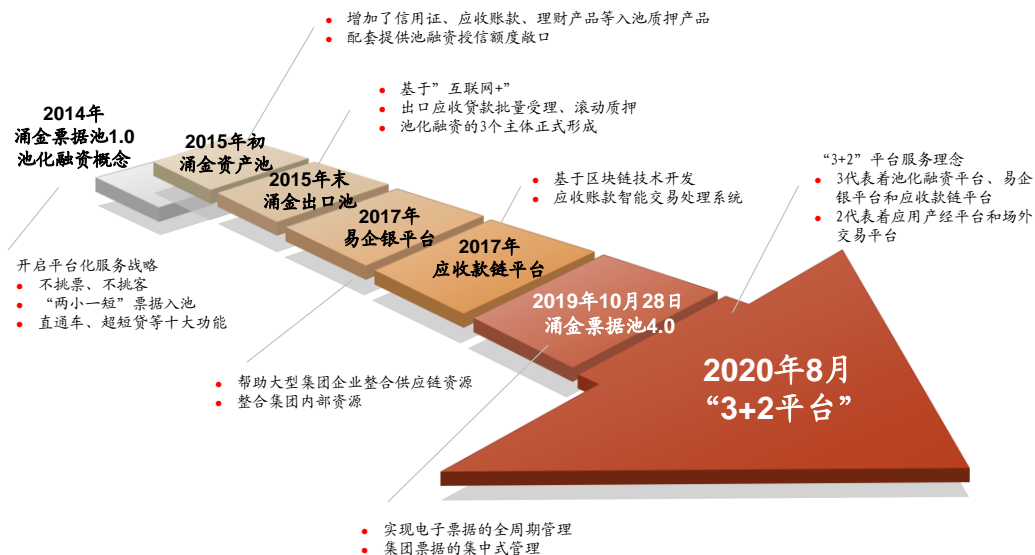 增加了信用证、应收账款、理财产品等入池质押产品
配套提供池融资授信额度敞口
2014年
涌金票据池1.0
池化融资概念
基于”互联网+”
出口应收贷款批量受理、滚动质押
池化融资的3个主体正式形成
2015年初
涌金资产池
2015年末
涌金出口池
“3+2”平台服务理念
3代表着池化融资平台、易企
银平台和应收款链平台
2代表着应用产经平台和场外
交易平台
基于区块链技术开发
应收账款智能交易处理系统
2017年
易企银平台
2017年
应收款链平台
开启平台化服务战略
不挑票、不挑客
“两小一短”票据入池
直通车、超短贷等十大功能
2019年10月28日
涌金票据池4.0
帮助大型集团企业整合供应链资源
整合集团内部资源
2020年8月
“3+2平台”
实现电子票据的全周期管理
集团票据的集中式管理